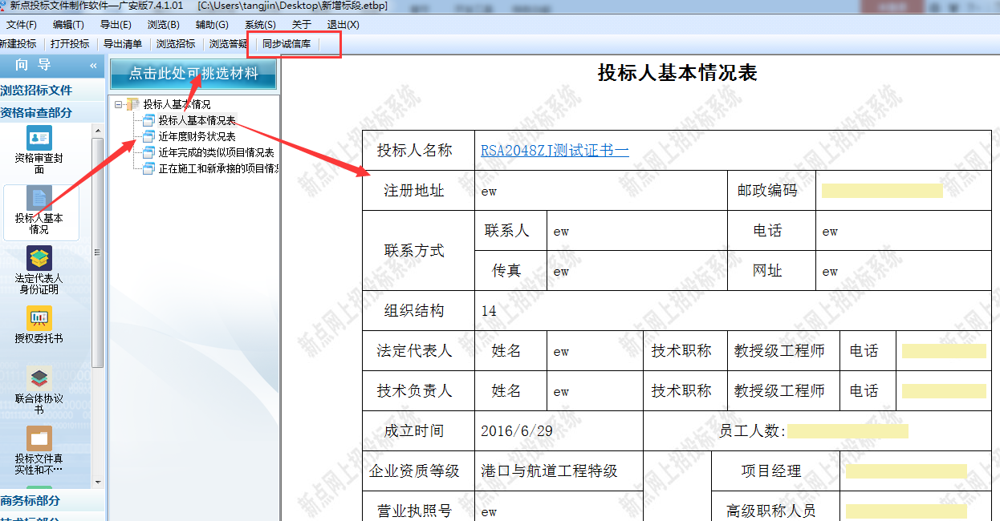 新点投标文件制作软件—广安版7.4.1.01 [C:\Users\tangjin\Desktop\新增标段.etbp]
文件(F) 编辑(T) 导出(E) 浏览(B) 辅助(G) 系统(S) 关于 退出(X)
新建投标 打开投标 导出清单 浏览招标 浏览答疑 同步诚信库
向 导 «
浏览招标文件
资格审查部分
资格审查封
面
投标人基本
情况
法定代表人
身份证明
授权委托书
联合体协议
书
投标文件真
实性和不…
商务标部分
技术标部分
点击此处可挑选材料
投标人基本情况
投标人基本情况表
近年度财务状况表
近年完成的类似项目情况表
正在施工和新承接的项目情况
投标人基本情况表
投标人名称 RSA2048ZJ测试证书一
注册地址 ew 邮政编码
联系方式 联系人 ew 电话 ew
传真 ew 网址 ew
组织结构 14
法定代表人 姓名 ew 技术职称 教授级工程师 电话
技术负责人 姓名 ew 技术职称 教授级工程师 电话
成立时间 2016/6/29 员工人数:
企业资质等级 港口与航道工程特级 项目经理
营业执照号 ew 高级职称人员
新点网上招投标系统